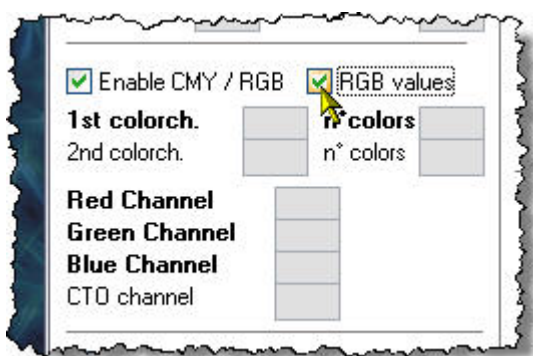 Enable CMY / RGB RGB values
1st colorch. n°colors
2nd colorch. n° colors
Red Channel
Green Channel
Blue Channel
CTO channel